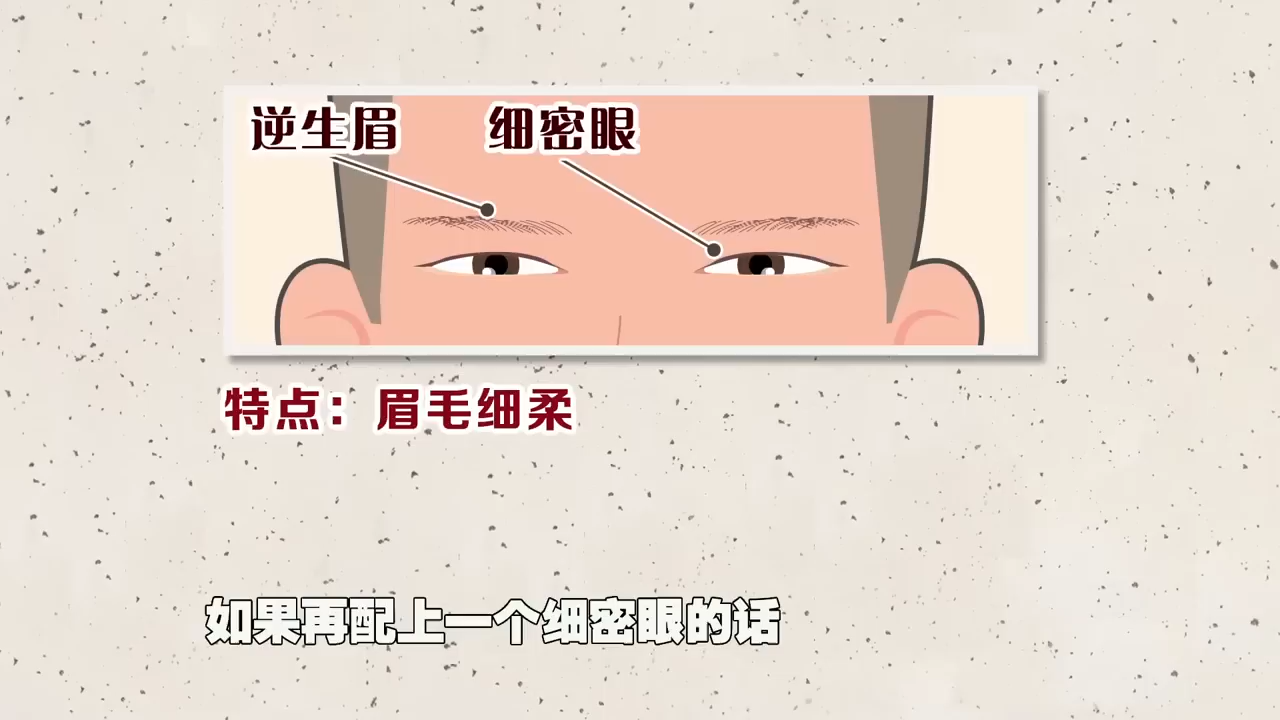 逆生眉
细密眼
特点：眉毛细柔
如果再配上一个细密眼的话